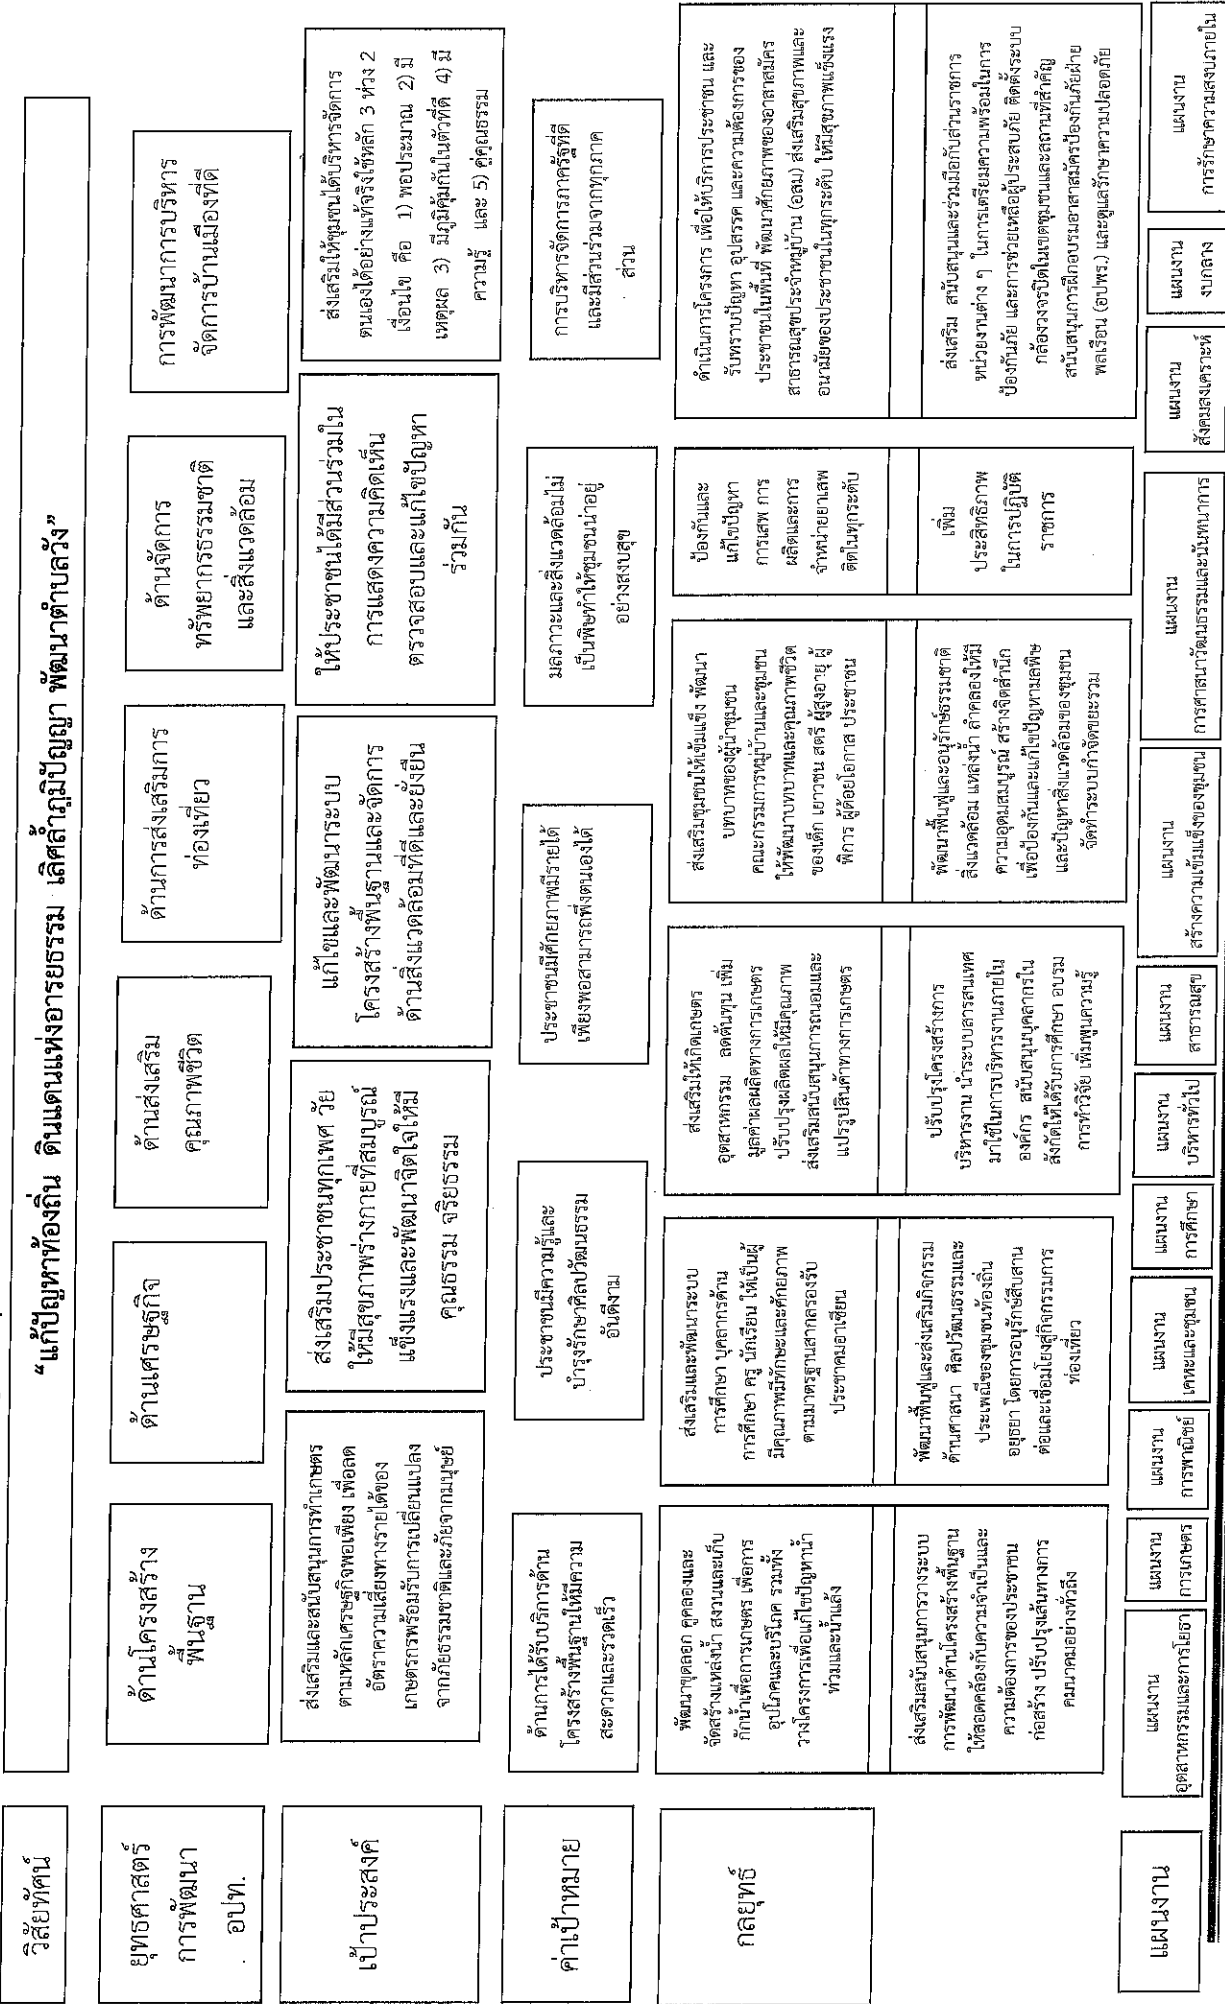 วิสัยทัศน์
“แก้ปัญหาท้องถิ่น ดินแดนแห่งอารยธรรม เลิศล้ำภูมิปัญญา พัฒนาตำบลวัง”
ยุทธศาสตร์
การพัฒนา
อปท.
ด้านโครงสร้าง
พื้นฐาน
ด้านเศรษฐกิจ
ด้านส่งเสริม
คุณภาพชีวิต
ด้านการส่งเสริมการ
ท่องเที่ยว
ด้านจัดการ
ทรัพยากรธรรมชาติ
และสิ่งแวดล้อม
การพัฒนาการบริหาร
จัดการบ้านเมืองที่ดี
เป้าประสงค์
ส่งเสริมและสนับสนุนการทำเกษตร
ตามหลักเศรษฐกิจพอเพียง เพื่อลด
อัตราความเสี่ยงทางรายได้ของ
เกษตรกรพร้อมรับการเปลี่ยนแปลง
จากภัยธรรมชาติและภัยจากมนุษย์
ส่งเสริมประชาชนทุกเพศ วัย
ให้มีสุขภาพร่างกายที่สมบูรณ์
แข็งแรงและพัฒนาจิตใจให้มี
คุณธรรม จริยธรรม
แก้ไขและพัฒนาระบบ
โครงสร้างพื้นฐานและจัดการ
ด้านสิ่งแวดล้อมที่ดีและยั่งยืน
ให้ประชาชนได้มีส่วนร่วมใน
การแสดงความคิดเห็น
ตรวจสอบและแก้ไขปัญหา
ร่วมกัน
ส่งเสริมให้ชุมชนได้บริหารจัดการ
ตนเองได้อย่างแท้จริงใช้หลัก 3 ห่วง 2
เงื่อนไข คือ 1) พอประมาณ 2) มี
เหตุผล 3) มีภูมิคุ้มกันในตัวที่ดี 4) มี
ความรู้ และ 5) คู่คุณธรรม
ค่าเป้าหมาย
ด้านการได้รับบริการด้าน
โครงสร้างพื้นฐานให้มีความ
สะดวกและรวดเร็ว
ประชาชนมีความรู้และ
บำรุงรักษาศิลปวัฒนธรรม
อันดีงาม
ประชาชนมีศักยภาพมีรายได้
เพียงพอสามารถพึ่งตนเองได้
มลภาวะและสิ่งแวดล้อมไม่
เป็นพิษทำให้ชุมชนน่าอยู่
อย่างสงบสุข
การบริหารจัดการภาครัฐที่ดี
และมีส่วนร่วมจากทุกภาค
ส่วน
กลยุทธ์
พัฒนาขุดลอก คูคลองและ
จัดสร้างแหล่งน้ำ สงวนและเก็บ
กักน้ำเพื่อการเกษตร เพื่อการ
อุปโภคและบริโภค รวมทั้ง
วางโครงการเพื่อแก้ไขปัญหาน้ำ
ท่วมและน้ำแล้ง
ส่งเสริมและพัฒนาระบบ
การศึกษา บุคลากรด้าน
การศึกษา ครู นักเรียน ให้เป็นผู้
มีคุณภาพมีทักษะและศักยภาพ
ตามมาตรฐานสากลรองรับ
ประชาคมอาเซียน
ส่งเสริมให้เกิดเกษตร
อุตสาหกรรม ลดต้นทุน เพิ่ม
มูลค่าผลผลิตทางการเกษตร
ปรับปรุงผลิตผลให้มีคุณภาพ
ส่งเสริมสนับสนุนการถนอมและ
แปรรูปสินค้าทางการเกษตร
ส่งเสริมชุมชนให้เข้มแข็ง พัฒนา
บทบาทของผู้นำชุมชน
คณะกรรมการหมู่บ้านและชุมชน
ให้พัฒนาบทบาทและคุณภาพชีวิต
ของเด็ก เยาวชน สตรี ผู้สูงอายุ ผู้
พิการ ผู้ด้อยโอกาส ประชาชน
ป้องกันและ
แก้ไขปัญหา
การเสพ การ
ผลิตและการ
จำหน่ายยาเสพ
ติดในทุกระดับ
ดำเนินการโครงการ เพื่อให้บริการประชาชน และ
รับทราบปัญหา อุปสรรค และความต้องการของ
ประชาชนในพื้นที่ พัฒนาศักยภาพของอาสาสมัคร
สาธารณสุขประจำหมู่บ้าน (อสม) ส่งเสริมสุขภาพและ
อนามัยของประชาชนในทุกระดับ ให้มีสุขภาพแข็งแรง
ส่งเสริมสนับสนุนการวางระบบ
การพัฒนาด้านโครงสร้างพื้นฐาน
ให้สอดคล้องกับความจำเป็นและ
ความต้องการของประชาชน
ก่อสร้าง ปรับปรุงเส้นทางการ
คมนาคมอย่างทั่วถึง
พัฒนาฟื้นฟูและส่งเสริมกิจกรรม
ด้านศาสนา ศิลปวัฒนธรรมและ
ประเพณีของชุมชนท้องถิ่น
อยุธยา โดยการอนุรักษ์สืบสาน
ต่อและเชื่อมโยงสู่กิจกรรมการ
ท่องเที่ยว
ปรับปรุงโครงสร้างการ
บริหารงาน นำระบบสารสนเทศ
มาใช้ในการบริหารงานภายใน
องค์กร สนับสนุนบุคลากรใน
สังกัดให้ได้รับการศึกษา อบรม
การทำวิจัย เพิ่มพูนความรู้
พัฒนาฟื้นฟูและอนุรักษ์ธรรมชาติ
สิ่งแวดล้อม แหล่งน้ำ ลำคลองให้มี
ความอุดมสมบูรณ์ สร้างจิตสำนึก
เพื่อป้องกันและแก้ไขปัญหามลพิษ
และปัญหาสิ่งแวดล้อมของชุมชน
จัดทำระบบกำจัดขยะรวม
เพิ่ม
ประสิทธิภาพ
ในการปฏิบัติ
ราชการ
ส่งเสริม สนับสนุนและร่วมมือกับส่วนราชการ
หน่วยงานต่าง ๆ ในการเตรียมความพร้อมในการ
ป้องกันภัย และการช่วยเหลือผู้ประสบภัย ติดตั้งระบบ
กล้องวงจรปิดในเขตชุมชนและสถานที่สำคัญ
สนับสนุนการฝึกอบรมอาสาสมัครป้องกันภัยฝ่าย
พลเรือน (อปพร.) และดูแลรักษาความปลอดภัย
แผนงาน
แผนงาน
อุตสาหกรรมและการโยธา
แผนงาน
การเกษตร
แผนงาน
การพาณิชย์
แผนงาน
เคหะและชุมชน
แผนงาน
การศึกษา
แผนงาน
บริหารทั่วไป
แผนงาน
สาธารณสุข
แผนงาน
สร้างความเข้มแข็งของชุมชน
แผนงาน
การศาสนาวัฒนธรรมและนันทนาการ
แผนงาน
สังคมสงเคราะห์
แผนงาน
งบกลาง
แผนงาน
การรักษาความสงบภายใน